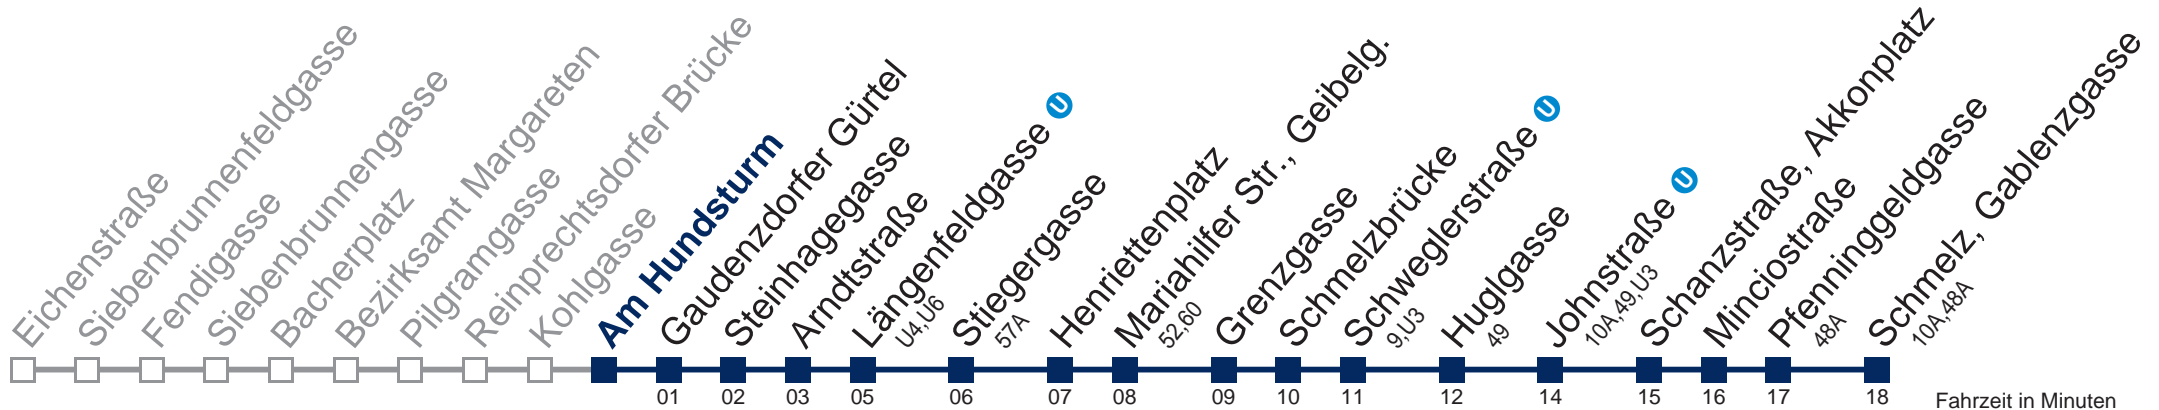 Eichenstraße
Siebenbrunnenfeldgasse
Fendigasse
Siebenbrunnengasse
Bacherplatz
Bezirksamt Margareten
Pilgramgasse
Reinprechtsdorfer Brücke
Kohlgasse
Am Hundsturm
Gaudenzdorfer Gürtel
Steinhagegasse
Arndtstraße
Längenfeldgasse U
U4,U6
Stiegergasse
57A
Henriettenplatz
Mariahilfer Str., Geibelg.
52,60
Grenzgasse
Schmelzbrücke
Schweglerstraße U
9,U3
Huglgasse
49
Johnstraße U
10A,49,U3
Schanzstraße, Akkonplatz
Minciostraße
Pfenninggeldgasse
48A
Schmelz, Gablenzgasse
10A,48A
01 02 03 05 06 07 08 09 10 11 12 14 15 16 17 18
Fahrzeit in Minuten